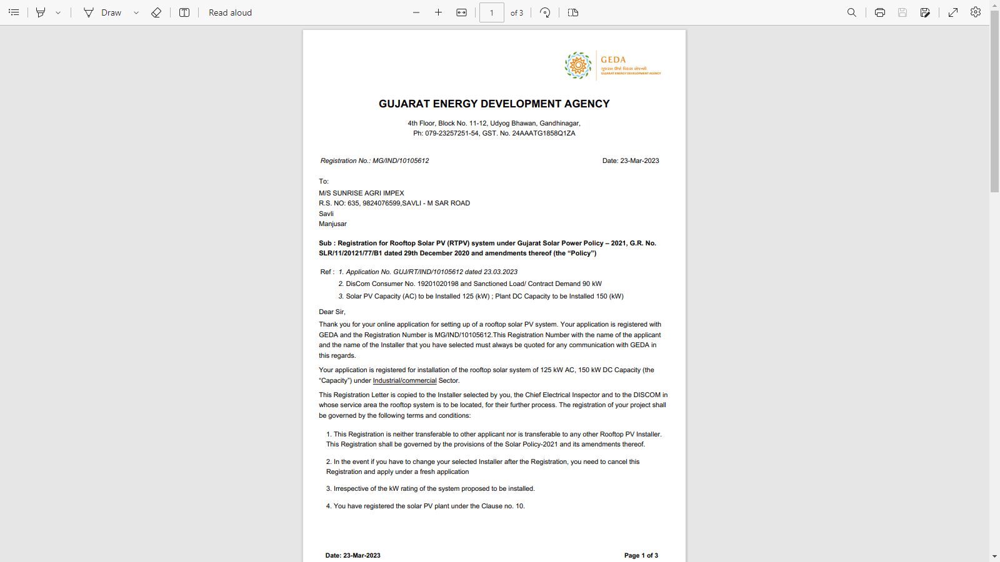 Draw
Read aloud
1
of 3
GEDA
ગુજરાત ઊર્જા વિકાસ એજન્સી
GUJARAT ENERGY DEVELOPMENT AGENCY
GUJARAT ENERGY DEVELOPMENT AGENCY
4th Floor, Block No. 11-12, Udyog Bhawan, Gandhinagar,
Ph: 079-23257251-54, GST. No. 24AAATG1858Q1ZA
Registration No.: MG/IND/10105612 Date: 23-Mar-2023
To:
M/S SUNRISE AGRI IMPEX
R.S. NO: 635, 9824076599,SAVLI - M SAR ROAD
Savli
Manjusar
Sub : Registration for Rooftop Solar PV (RTPV) system under Gujarat Solar Power Policy – 2021, G.R. No.
SLR/11/20121/77/B1 dated 29th December 2020 and amendments thereof (the “Policy”)
Ref : 1. Application No. GUJ/RT/IND/10105612 dated 23.03.2023
2. DisCom Consumer No. 19201020198 and Sanctioned Load/ Contract Demand 90 kW
3. Solar PV Capacity (AC) to be Installed 125 (kW) ; Plant DC Capacity to be Installed 150 (kW)
Dear Sir,
Thank you for your online application for setting up of a rooftop solar PV system. Your application is registered with
GEDA and the Registration Number is MG/IND/10105612.This Registration Number with the name of the applicant
and the name of the Installer that you have selected must always be quoted for any communication with GEDA in
this regards.
Your application is registered for installation of the rooftop solar system of 125 kW AC, 150 kW DC Capacity (the
“Capacity”) under Industrial/commercial Sector.
This Registration Letter is copied to the Installer selected by you, the Chief Electrical Inspector and to the DISCOM in
whose service area the rooftop system is to be located, for their further process. The registration of your project shall
be governed by the following terms and conditions:
1. This Registration is neither transferable to other applicant nor is transferable to any other Rooftop PV Installer.
This Registration shall be governed by the provisions of the Solar Policy-2021 and its amendments thereof.
2. In the event if you have to change your selected Installer after the Registration, you need to cancel this
Registration and apply under a fresh application
3. Irrespective of the kW rating of the system proposed to be installed.
4. You have registered the solar PV plant under the Clause no. 10.
Date: 23-Mar-2023 Page 1 of 3